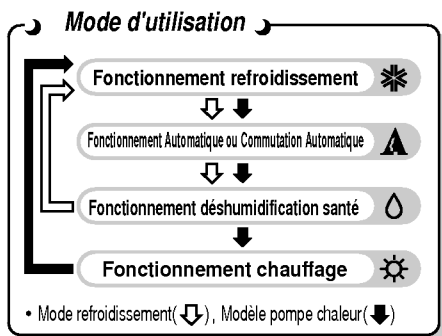 Mode d'utilisation
Fonctionnement refroidissement
Fonctionnement Automatique ou Commutation Automatique
Fonctionnement déshumidification santé
Fonctionnement chauffage
• Mode refroidissement( ), Modèle pompe chaleur( )